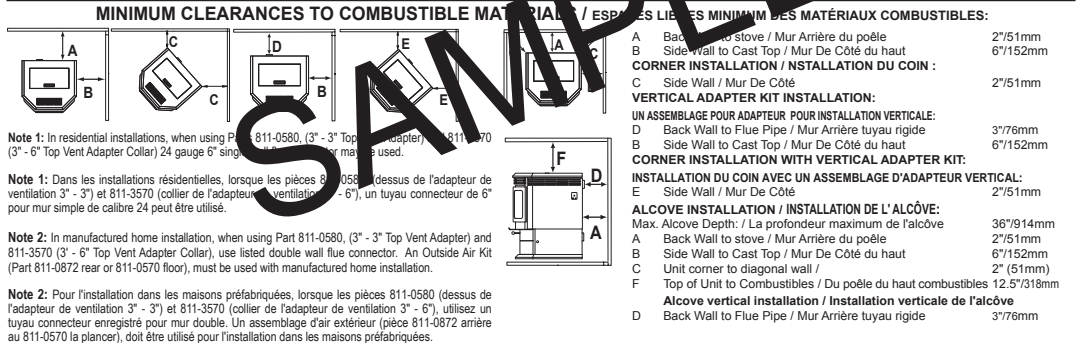 MINIMUM CLEARANCES TO COMBUSTIBLE MATERIALS / ESPACES LIBRES MINIMUM DES MATÉRIAUX COMBUSTIBLES:
A
B
C
C
D
B
E
E
A
C
F
D
A
Note 1: In residential installations, when using Parts 811-0580, (3" - 3" Top Vent Adapter) 811-3570
(3" - 6" Top Vent Adapter Collar) 24 gauge 6" single may be used.
Note 1: Dans les installations résidentielles, lorsque les pièces 811-0580 (dessus de l'adapteur de
ventilation 3" - 3") et 811-3570 (collier de l'adapteur de ventilation - 6"), un tuyau connecteur de 6"
pour mur simple de calibre 24 peut être utilisé.
Note 2: In manufactured home installation, when using Part 811-0580, (3" - 3" Top Vent Adapter) and
811-3570 (3' - 6" Top Vent Adapter Collar), use listed double wall flue connector. An Outside Air Kit
(Part 811-0872 rear or 811-0570 floor), must be used with manufactured home installation.
Note 2: Pour l'installation dans les maisons préfabriquées, lorsque les pièces 811-0580 (dessus de
l'adapteur de ventilation 3" - 3") et 811-3570 (collier de l'adapteur de ventilation 3" - 6"), utilisez un
tuyau connecteur enregistré pour mur double. Un assemblage d'air extérieur (pièce 811-0872 arrière
au 811-0570 la plancer), doit être utilisé pour l'installation dans les maisons préfabriquées.
A Back Wall to stove / Mur Arrière du poêle 2"/51mm
B Side Wall to Cast Top / Mur De Côté du haut 6"/152mm
CORNER INSTALLATION / NSTALLATION DU COIN :
C Side Wall / Mur De Côté 2"/51mm
VERTICAL ADAPTER KIT INSTALLATION:
UN ASSEMBLAGE POUR ADAPTEUR POUR INSTALLATION VERTICALE:
D Back Wall to Flue Pipe / Mur Arrière tuyau rigide 3"/76mm
B Side Wall to Cast Top / Mur De Côté du haut 6"/152mm
CORNER INSTALLATION WITH VERTICAL ADAPTER KIT:
INSTALLATION DU COIN AVEC UN ASSEMBLAGE D'ADAPTEUR VERTICAL:
E Side Wall / Mur De Côté 2"/51mm
ALCOVE INSTALLATION / INSTALLATION DE L' ALCÔVE:
Max. Alcove Depth: / La profondeur maximum de l'alcôve 36"/914mm
A Back Wall to stove / Mur Arrière du poêle 2"/51mm
B Side Wall to Cast Top / Mur De Côté du haut 6"/152mm
C Unit corner to diagonal wall / 2" (51mm)
F Top of Unit to Combustibles / Du poêle du haut combustibles 12.5"/318mm
Alcove vertical installation / Installation verticale de l'alcôve
D Back Wall to Flue Pipe / Mur Arrière tuyau rigide 3"/76mm
SAMPLE